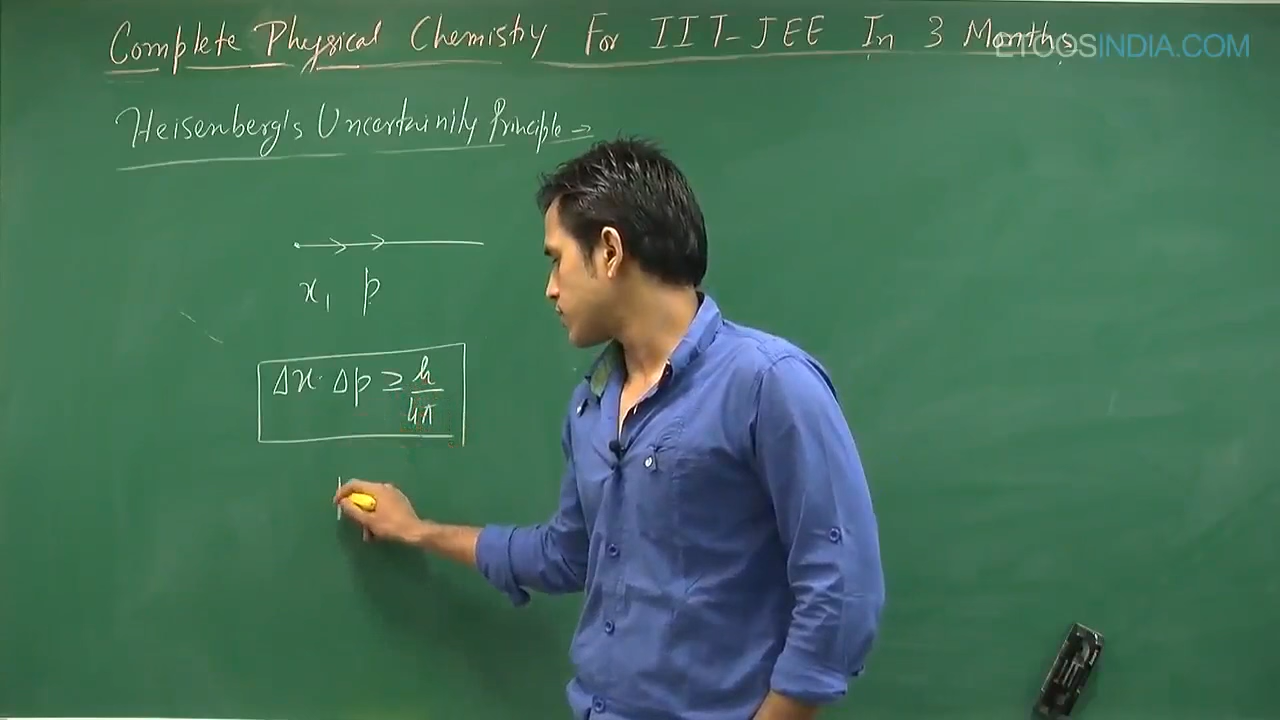 Complete Physical Chemistry For IIT-JEE In 3 Months
ETOOSINDIA.COM
Heisenberg's Uncertainity Principle →
x, p
Δx · Δp ≥ h/4π